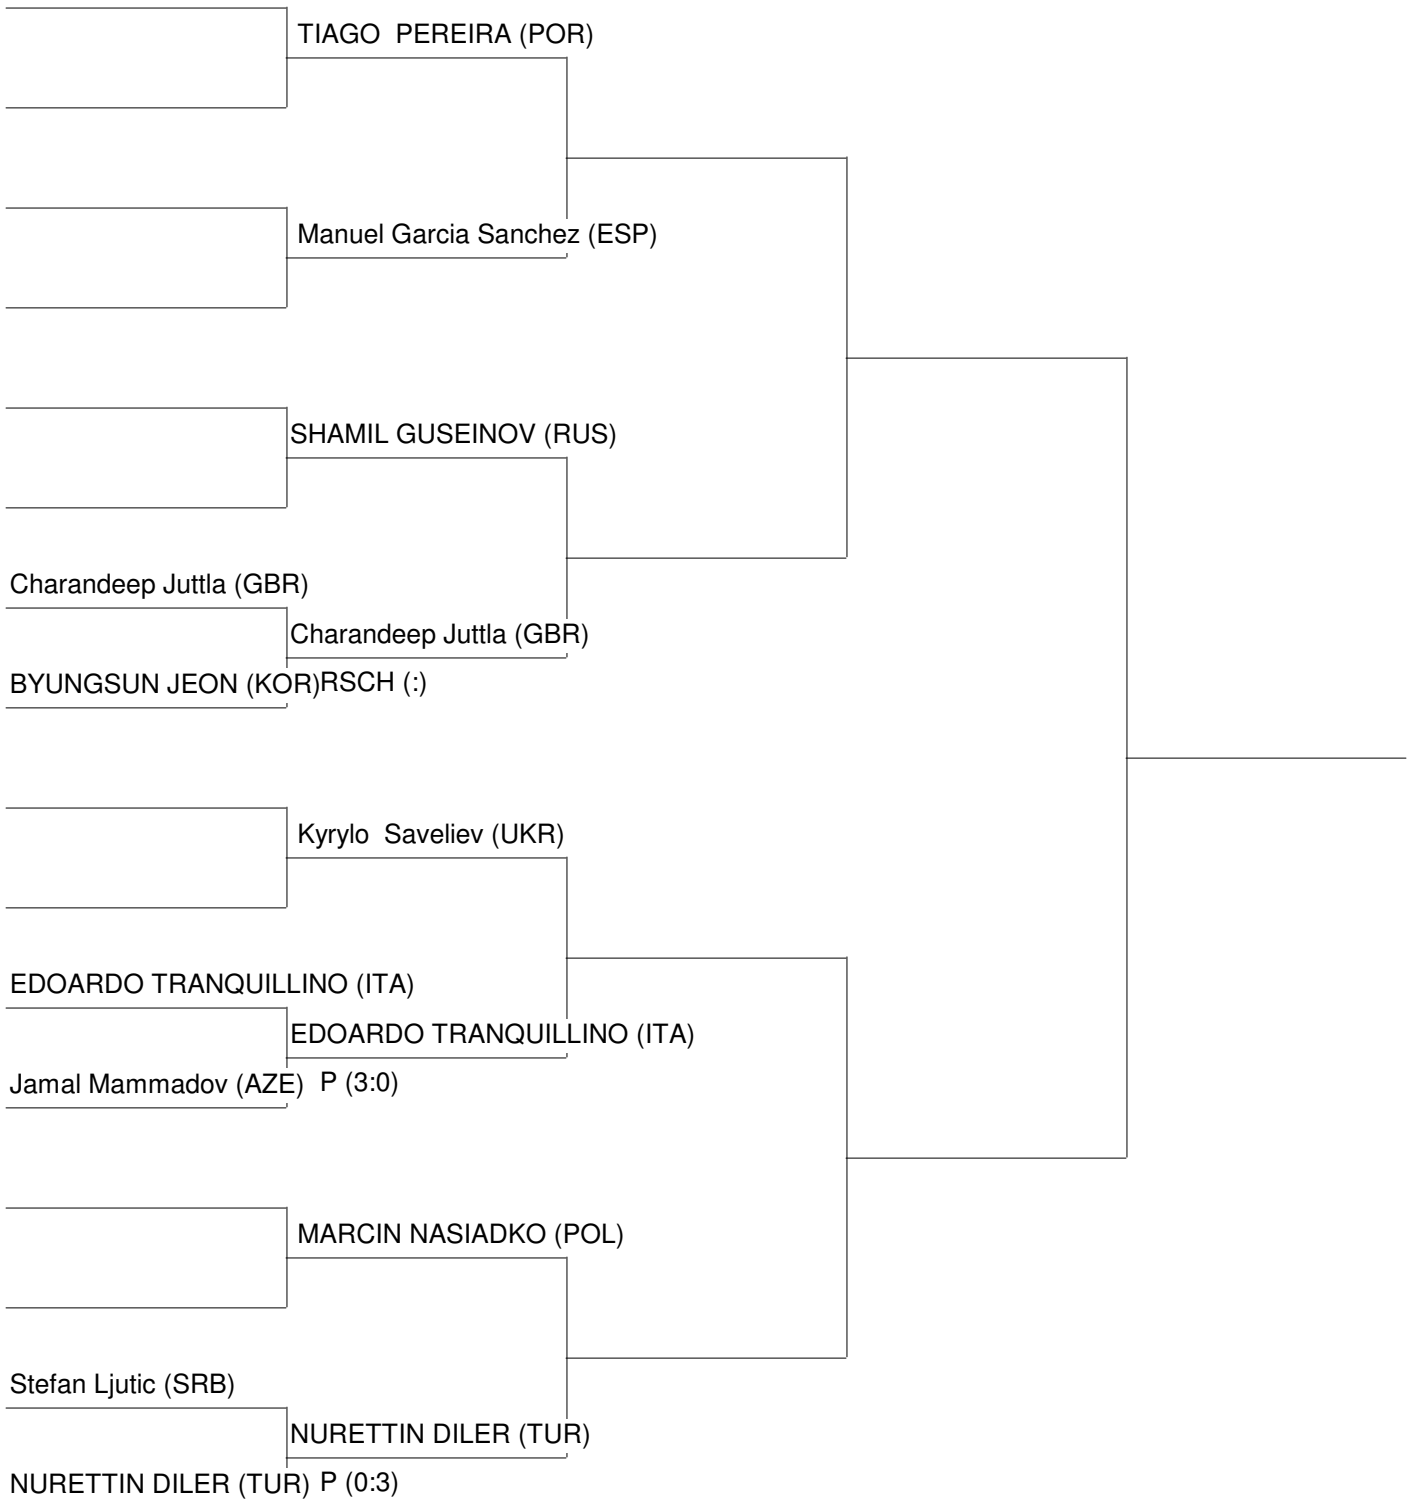 TIAGO  PEREIRA (POR)
Manuel Garcia Sanchez (ESP)
SHAMIL GUSEINOV (RUS)
Charandeep Juttla (GBR)
Charandeep Juttla (GBR)
BYUNGSUN JEON (KOR) RSCH (:)
Kyrylo  Saveliev (UKR)
EDOARDO TRANQUILLINO (ITA)
EDOARDO TRANQUILLINO (ITA)
Jamal Mammadov (AZE) P (3:0)
MARCIN NASIADKO (POL)
Stefan Ljutic (SRB)
NURETTIN DILER (TUR)
NURETTIN DILER (TUR) P (0:3)